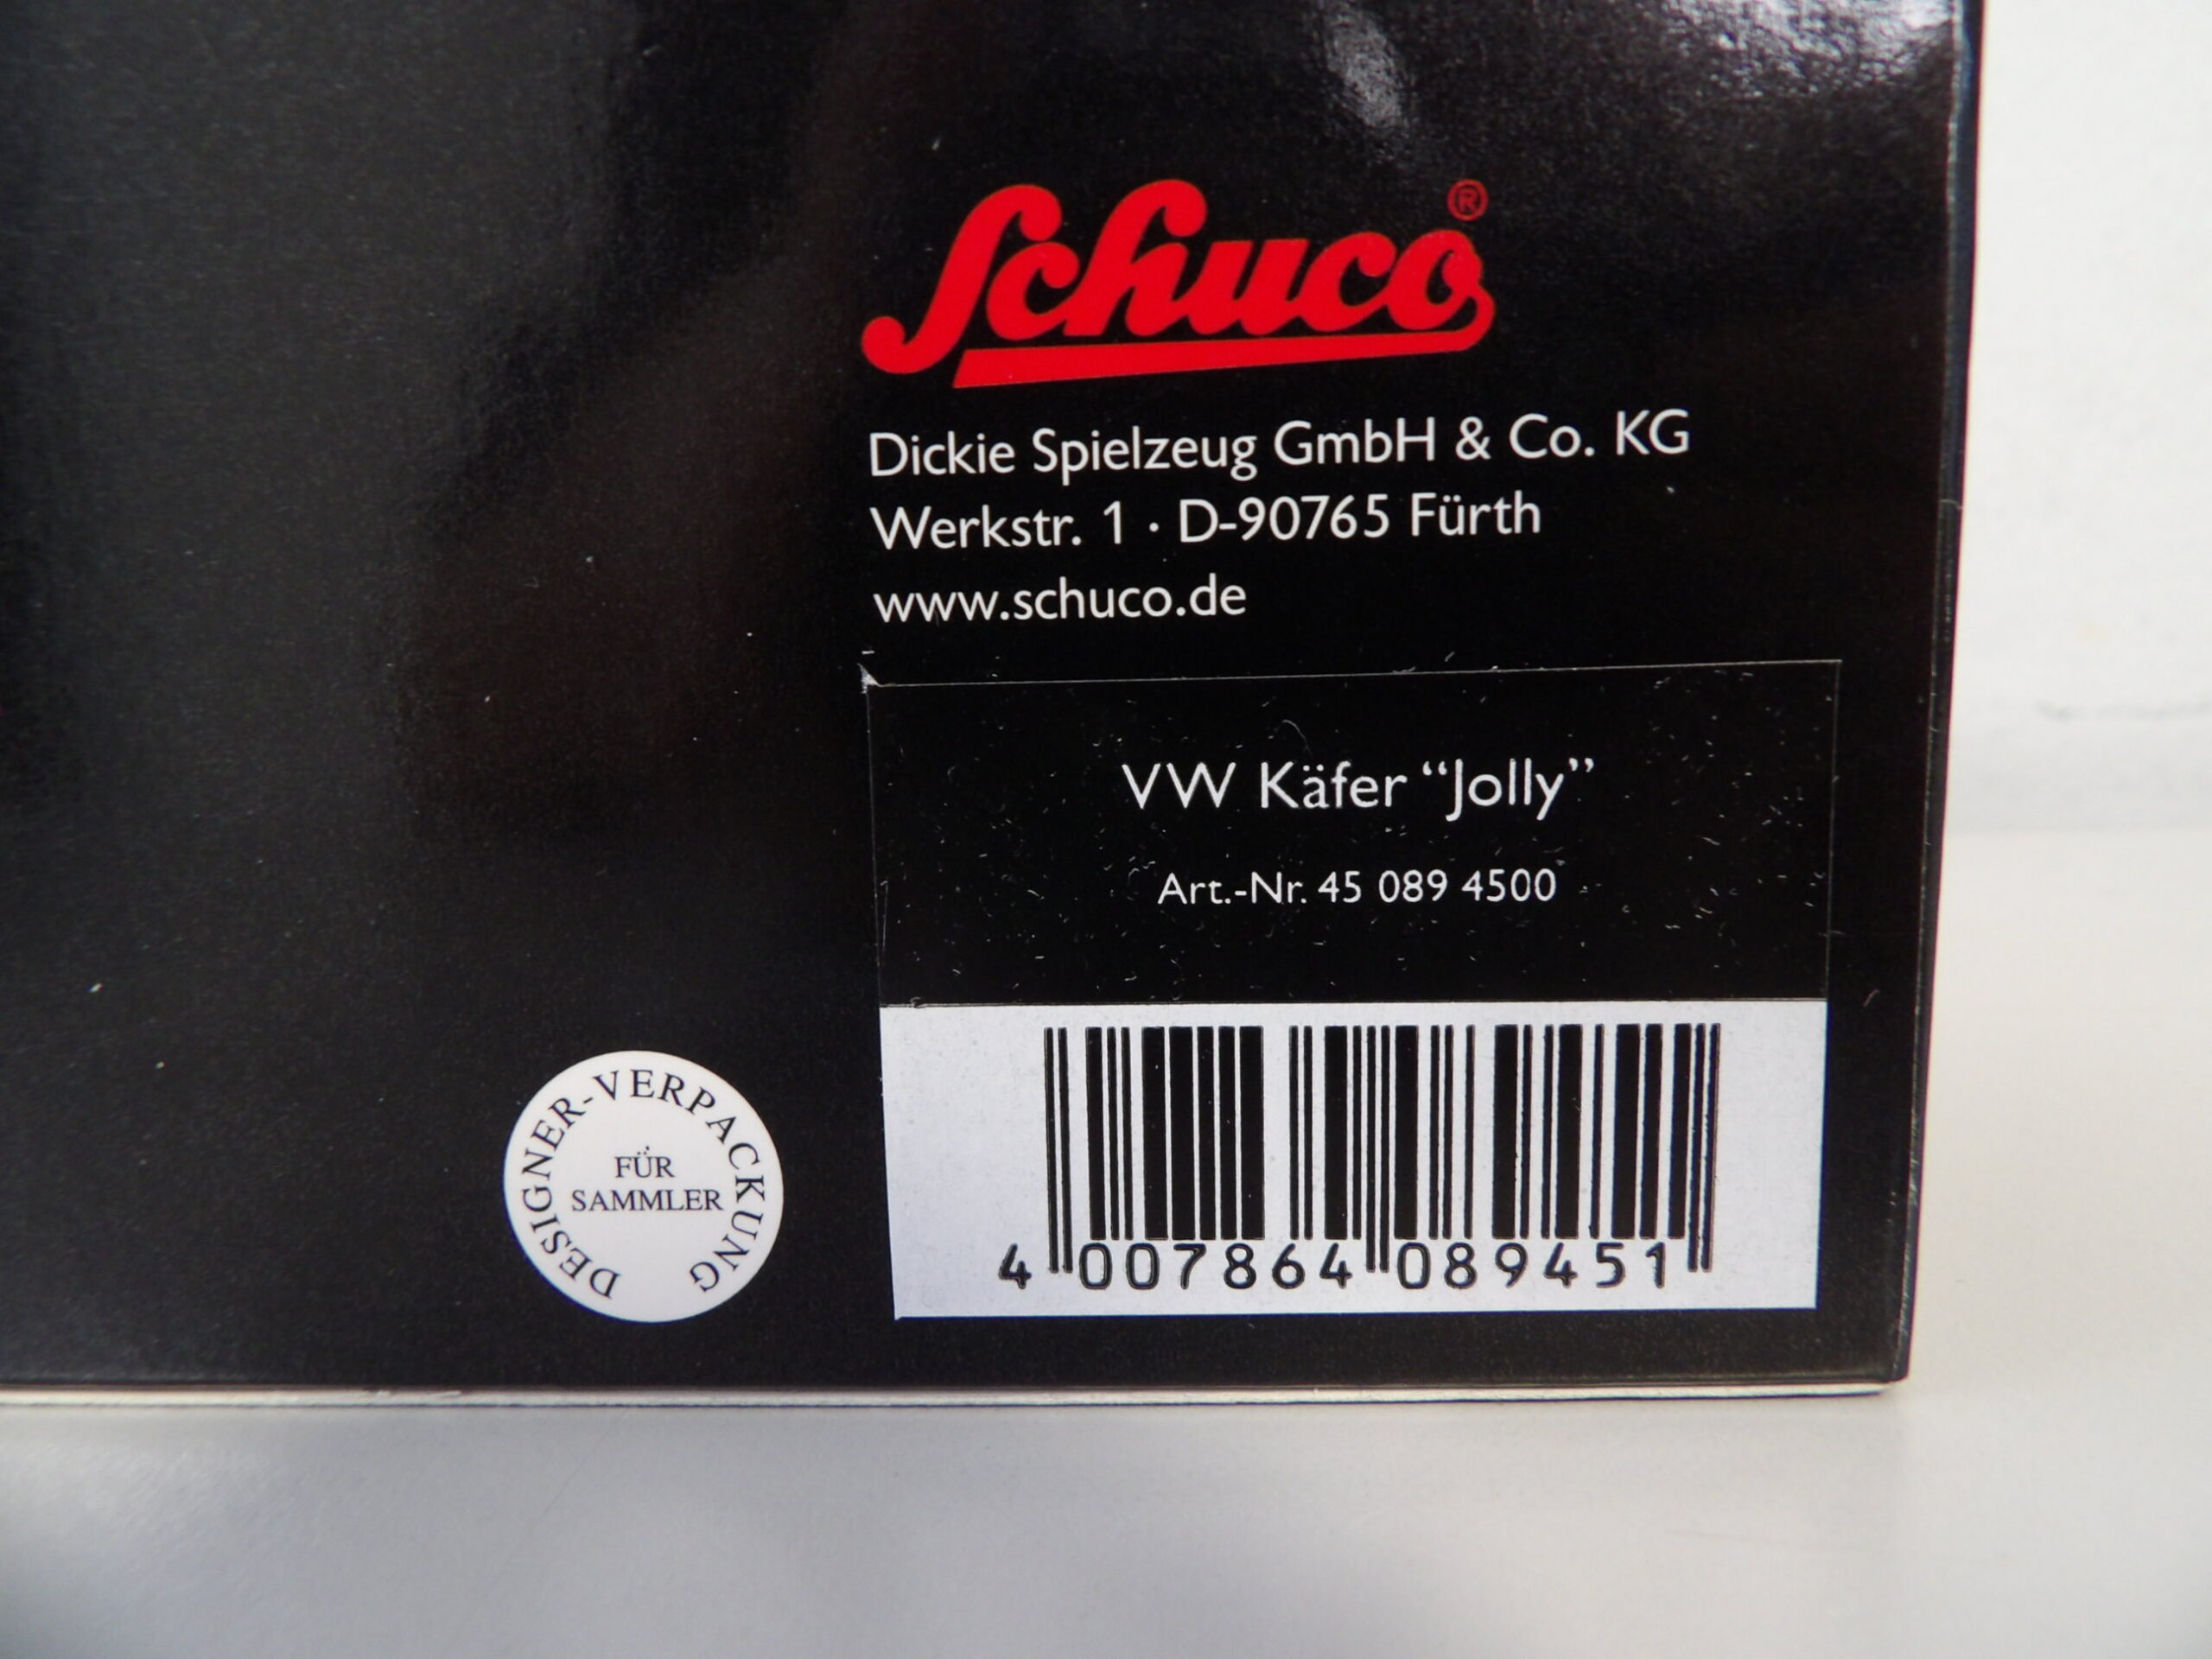 Schuco®
Dickie Spielzeug GmbH & Co. KG
Werkstr. 1 · D-90765 Fürth
www.schuco.de
VW Käfer “Jolly”
Art.-Nr. 45 089 4500
DESIGNER-VERPACKUNG
FÜR
SAMMLER
4 007864 089451